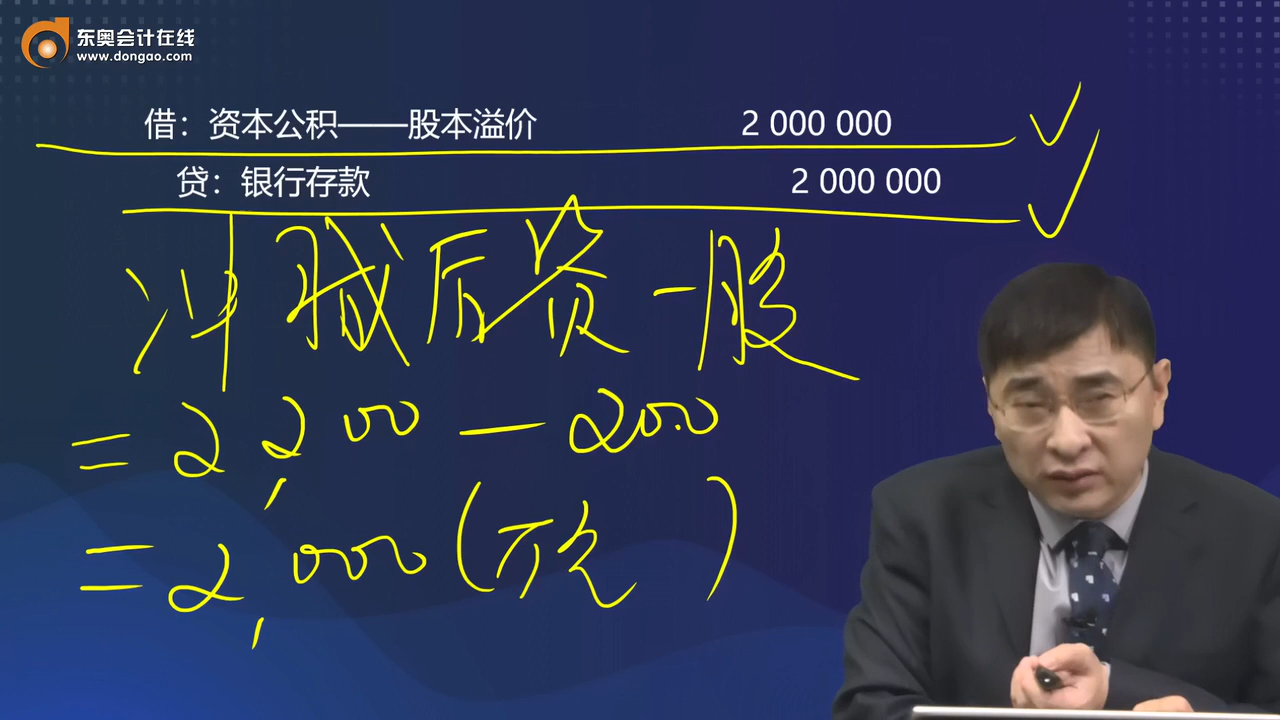 东奥会计在线
www.dongao.com
借：资本公积——股本溢价 2 000 000
贷：银行存款 2 000 000
冲减后资—股
=2,200—200
=2,000(万元)